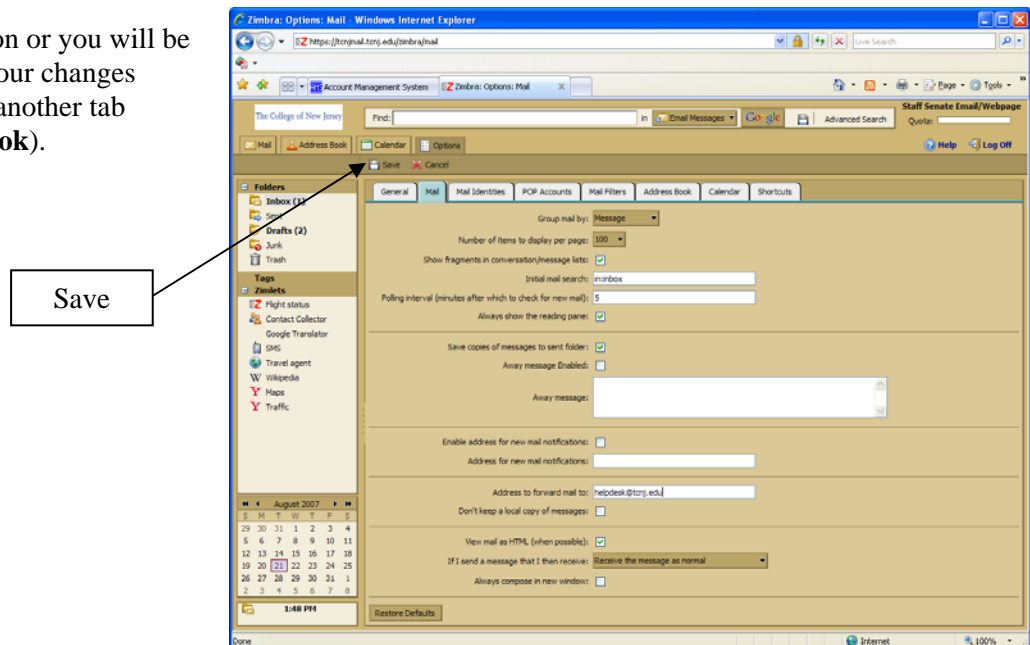 on or you will be
our changes
another tab
ok).
Save
Zimbra: Options: Mail - Windows Internet Explorer
https://tcnjmail.tcnj.edu/zimbra/mail
Live Search
Account Management System
Zimbra: Options: Mail
Page
Tools
The College of New Jersey
Find:
in
Email Messages
Google
Advanced Search
Staff Senate Email/Webpage
Quota:
Mail
Address Book
Calendar
Options
Help
Log Off
Save
Cancel
Folders
Inbox (1)
Sent
Drafts (2)
Junk
Trash
Tags
Zimlets
Flight status
Contact Collector
Google Translator
SMS
Travel agent
Wikipedia
Maps
Traffic
August 2007
S M T W T F S
29 30 31 1 2 3 4
5 6 7 8 9 10 11
12 13 14 15 16 17 18
19 20 21 22 23 24 25
26 27 28 29 30 31 1
2 3 4 5 6 7 8
1:48 PM
General
Mail
Mail Identities
POP Accounts
Mail Filters
Address Book
Calendar
Shortcuts
Group mail by: Message
Number of items to display per page: 100
Show fragments in conversation/message lists:
Initial mail search: in:inbox
Polling interval (minutes after which to check for new mail): 5
Always show the reading pane:
Save copies of messages to sent folder:
Away message Enabled:
Away message:
Enable address for new mail notifications:
Address for new mail notifications:
Address to forward mail to: helpdesk@tcnj.edu
Don't keep a local copy of messages:
View mail as HTML (when possible):
If I send a message that I then receive: Receive the message as normal
Always compose in new window:
Restore Defaults
Done
Internet
100%